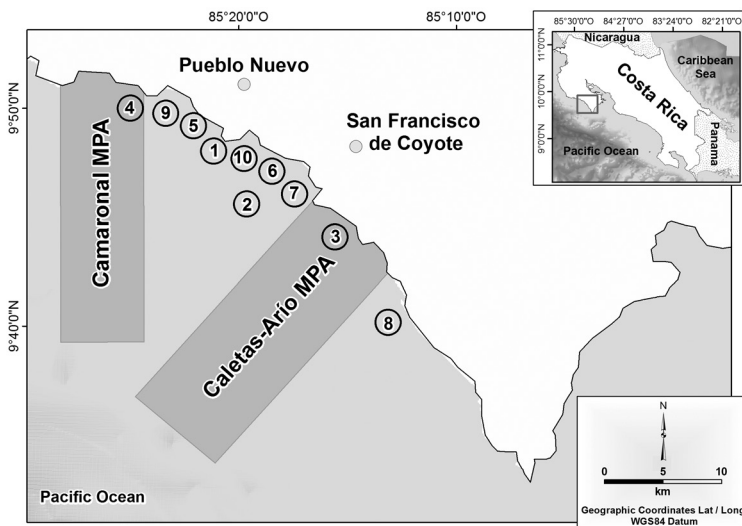 85°20'0"O
85°10'0"O
9°50'0"N
9°40'0"N
Pueblo Nuevo
San Francisco
de Coyote
Camaronal MPA
Caletas-Arío MPA
4
9
5
1
10
6
2
7
3
8
Pacific Ocean
85°30'0"O
84°27'0"O
83°24'0"O
82°21'0"O
11°0'0"N
10°0'0"N
9°0'0"N
Nicaragua
Caribbean
Sea
Costa Rica
Panama
Pacific Ocean
N
0
5
10
km
Geographic Coordinates Lat / Long
WGS84 Datum